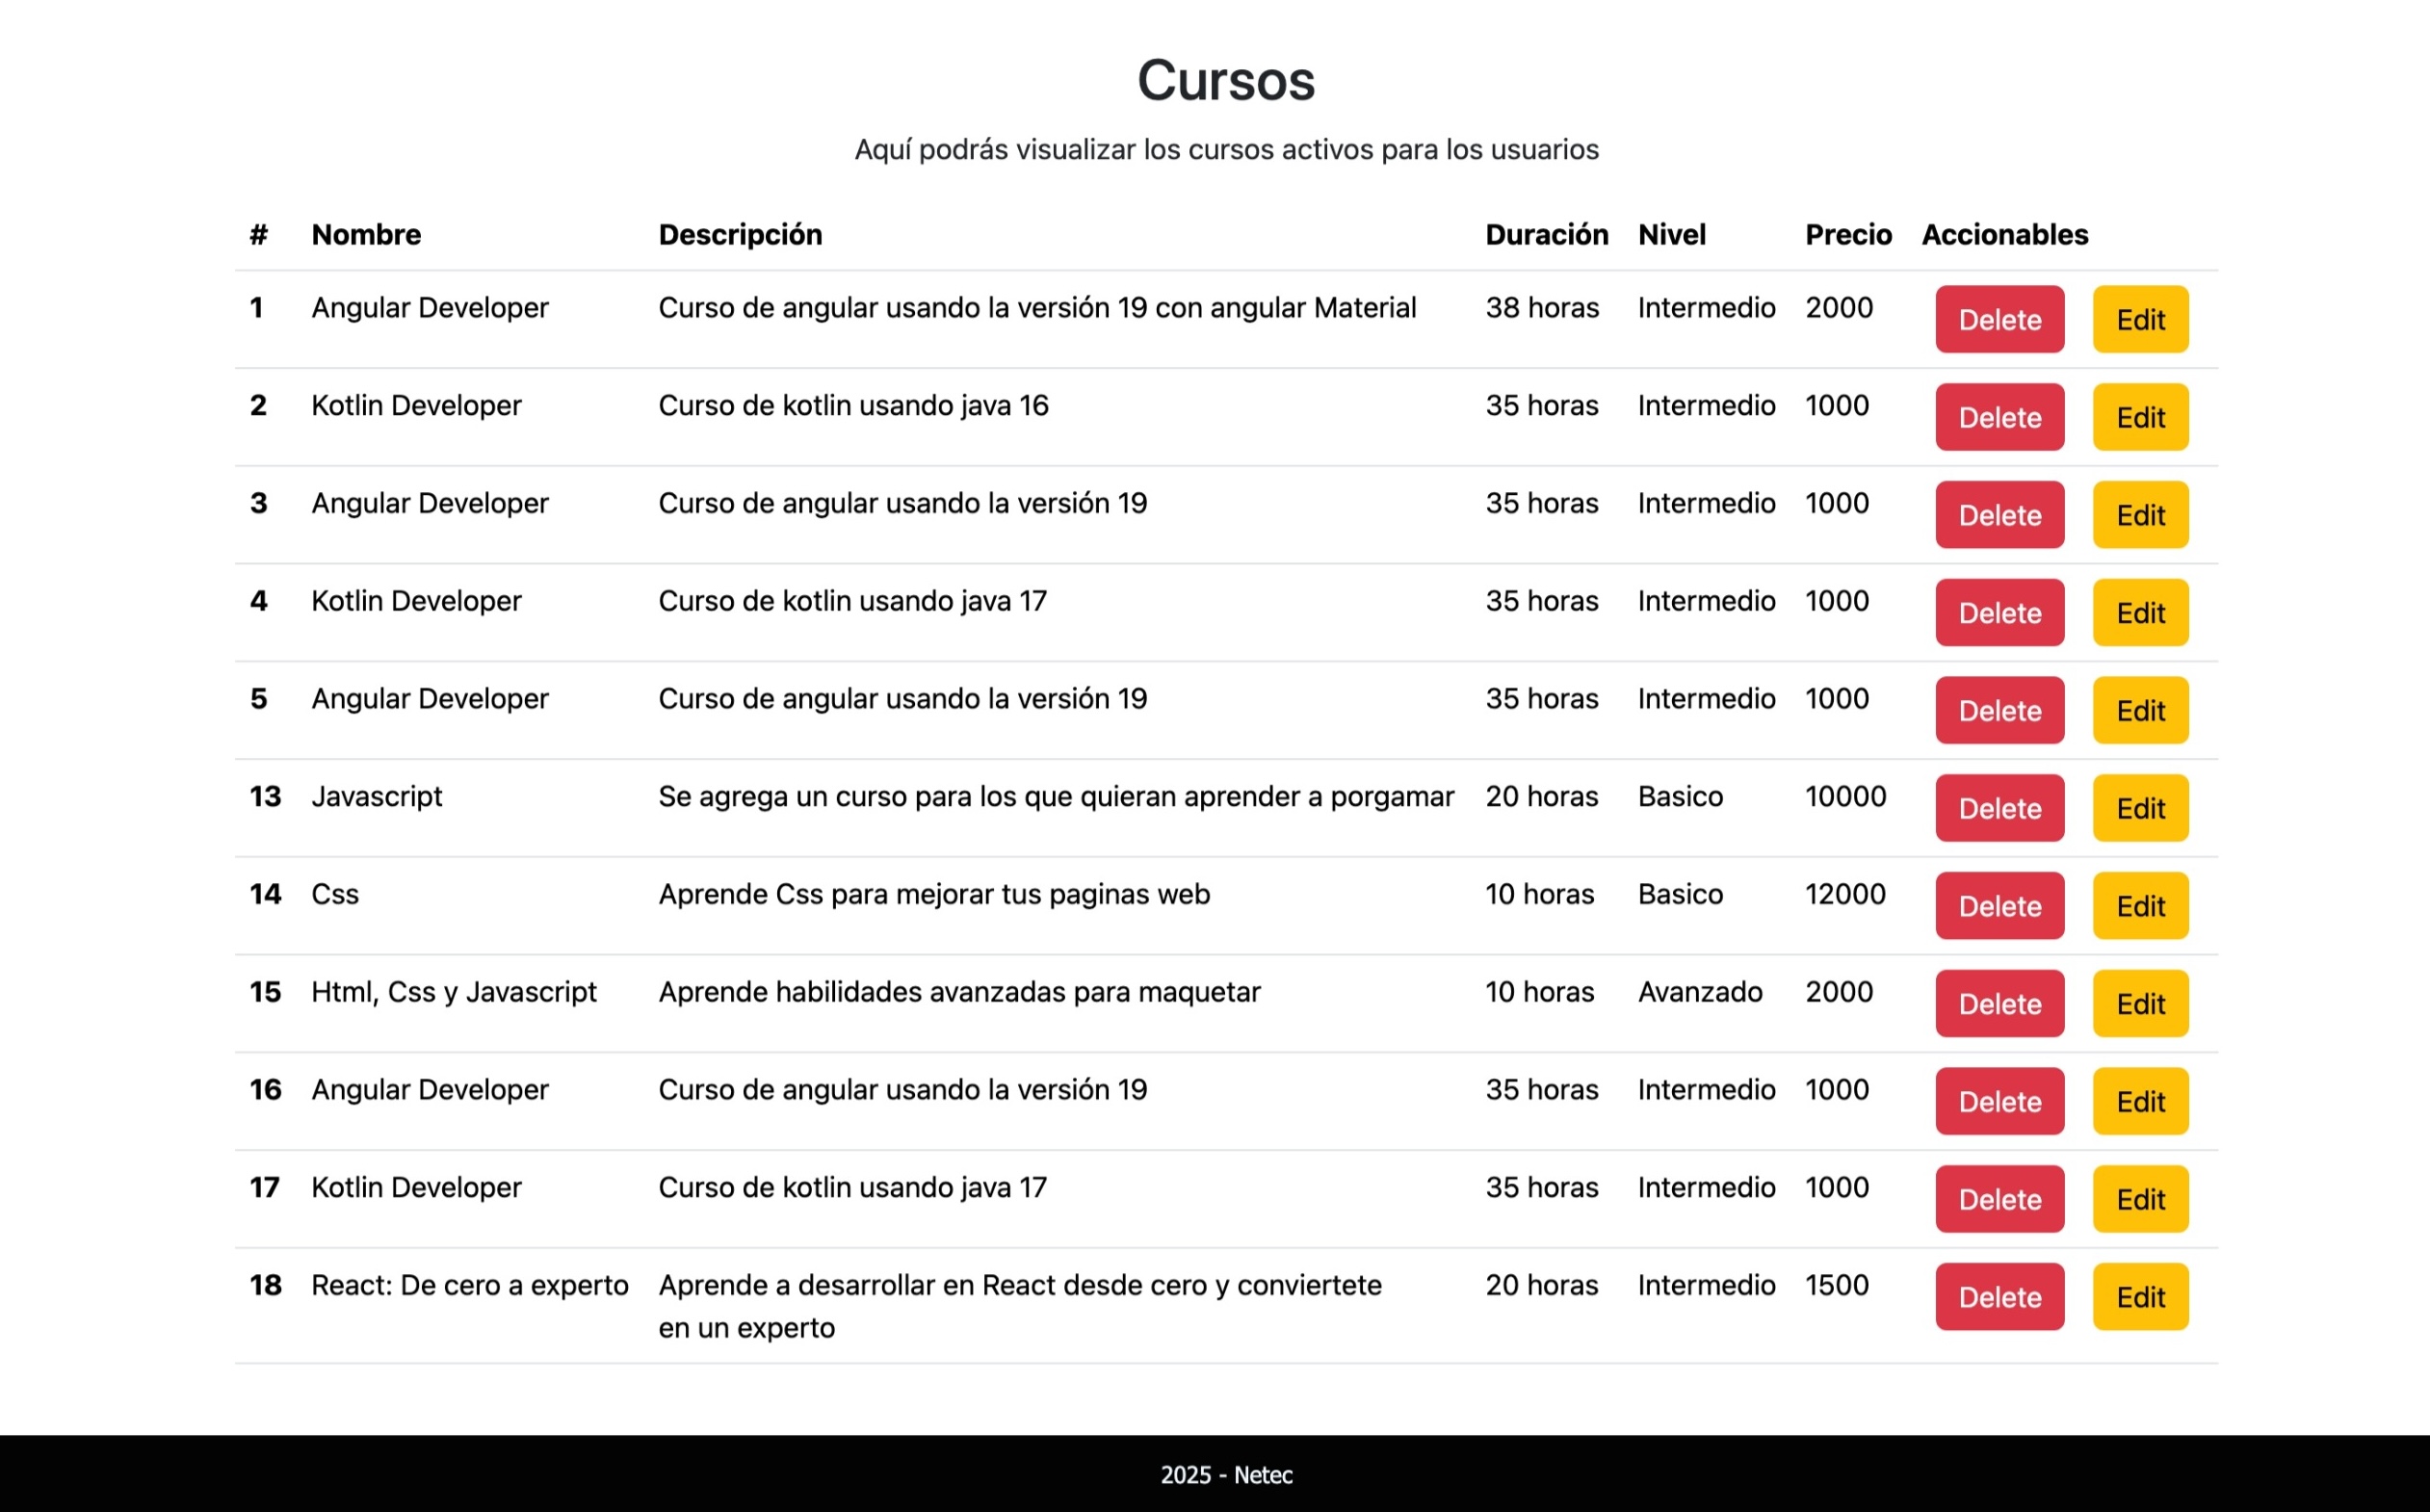 Cursos
Aquí podrás visualizar los cursos activos para los usuarios
# Nombre Descripción Duración Nivel Precio Accionables
1 Angular Developer Curso de angular usando la versión 19 con angular Material 38 horas Intermedio 2000 Delete Edit
2 Kotlin Developer Curso de kotlin usando java 16 35 horas Intermedio 1000 Delete Edit
3 Angular Developer Curso de angular usando la versión 19 35 horas Intermedio 1000 Delete Edit
4 Kotlin Developer Curso de kotlin usando java 17 35 horas Intermedio 1000 Delete Edit
5 Angular Developer Curso de angular usando la versión 19 35 horas Intermedio 1000 Delete Edit
13 Javascript Se agrega un curso para los que quieran aprender a porgamar 20 horas Basico 10000 Delete Edit
14 Css Aprende Css para mejorar tus paginas web 10 horas Basico 12000 Delete Edit
15 Html, Css y Javascript Aprende habilidades avanzadas para maquetar 10 horas Avanzado 2000 Delete Edit
16 Angular Developer Curso de angular usando la versión 19 35 horas Intermedio 1000 Delete Edit
17 Kotlin Developer Curso de kotlin usando java 17 35 horas Intermedio 1000 Delete Edit
18 React: De cero a experto Aprende a desarrollar en React desde cero y conviertete 20 horas Intermedio 1500 Delete Edit
en un experto
2025 - Netec